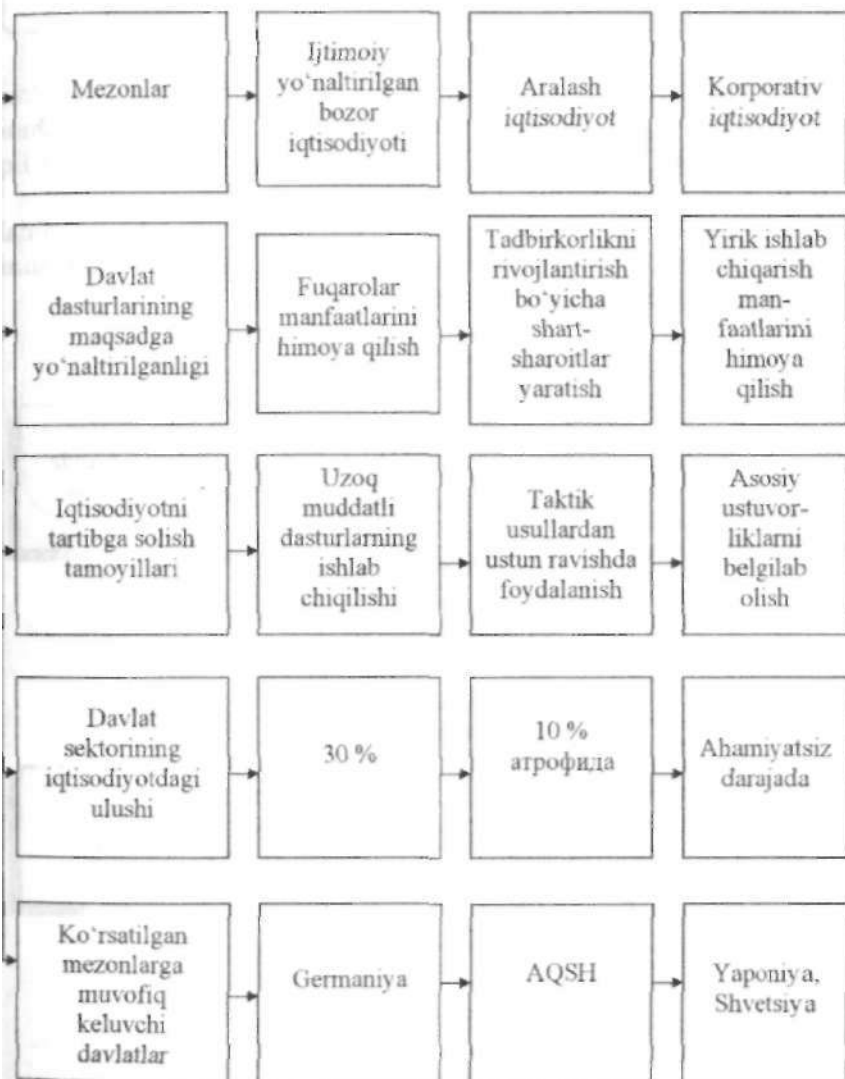 Mezonlar
Ijtimoiy
yo‘naltirilgan
bozor
iqtisodiyoti
Aralash
iqtisodiyot
Korporativ
iqtisodiyot
Davlat
dasturlarining
maqsadga
yo‘naltirilganligi
Fuqarolar
manfaatlarini
himoya qilish
Tadbirkorlikni
rivojlantirish
bo‘yicha
shart-
sharoitlar
yaratish
Yirik ishlab
chiqarish
man-
faatlarini
himoya
qilish
Iqtisodiyotni
tartibga solish
tamoyillari
Uzoq
muddatli
dasturlarning
ishlab
chiqilishi
Taktik
usullardan
ustun ravishda
foydalanish
Asosiy
ustuvor-
liklarni
belgilab
olish
Davlat
sektorining
iqtisodiyotdagi
ulushi
30 %
10 %
атрофида
Ahamiyatsiz
darajada
Ko‘rsatilgan
mezonlarga
muvofiq
keluvchi
davlatlar
Germaniya
AQSH
Yaponiya,
Shvetsiya